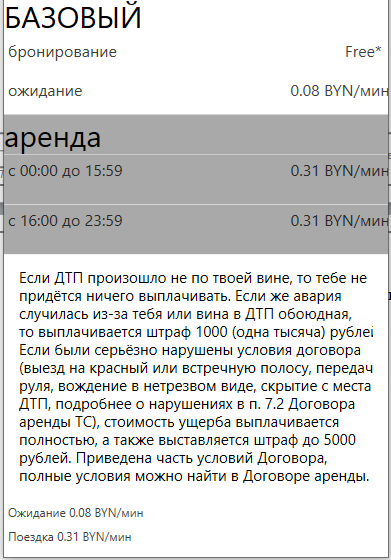 БАЗОВЫЙ
бронирование Free*
ожидание 0.08 BYN/мин
аренда
с 00:00 до 15:59 0.31 BYN/мин
с 16:00 до 23:59 0.31 BYN/мин
Если ДТП произошло не по твоей вине, то тебе не
придётся ничего выплачивать. Если же авария
случилась из-за тебя или вина в ДТП обоюдная,
то выплачивается штраф 1000 (одна тысяча) рублей
Если были серьёзно нарушены условия договора
(выезд на красный или встречную полосу, передач
руля, вождение в нетрезвом виде, скрытие с места
ДТП, подробнее о нарушениях в п. 7.2 Договора
аренды ТС), стоимость ущерба выплачивается
полностью, а также выставляется штраф до 5000
рублей. Приведена часть условий Договора,
полные условия можно найти в Договоре аренды.
Ожидание 0.08 BYN/мин
Поездка 0.31 BYN/мин